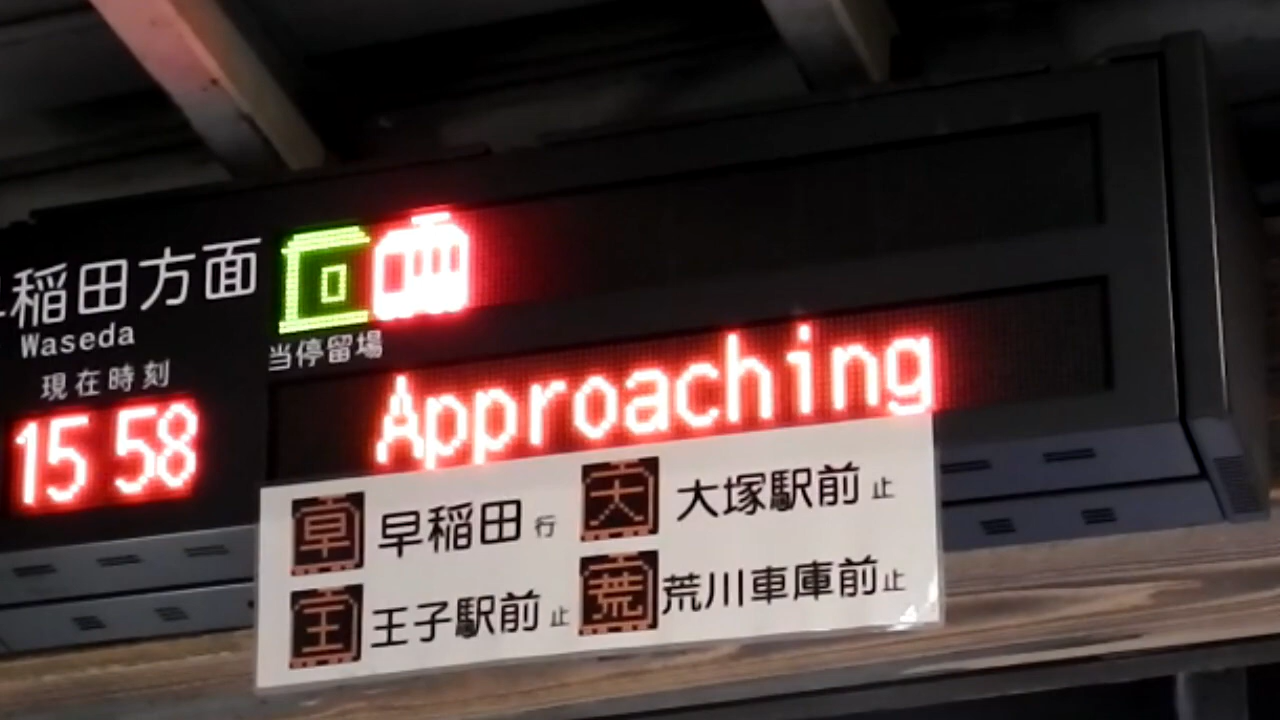 早稲田方面
Waseda
現在時刻
15 58
当停留場
Approaching
早 早稲田行
大 大塚駅前止
王 王子駅前止
荒 荒川車庫前止